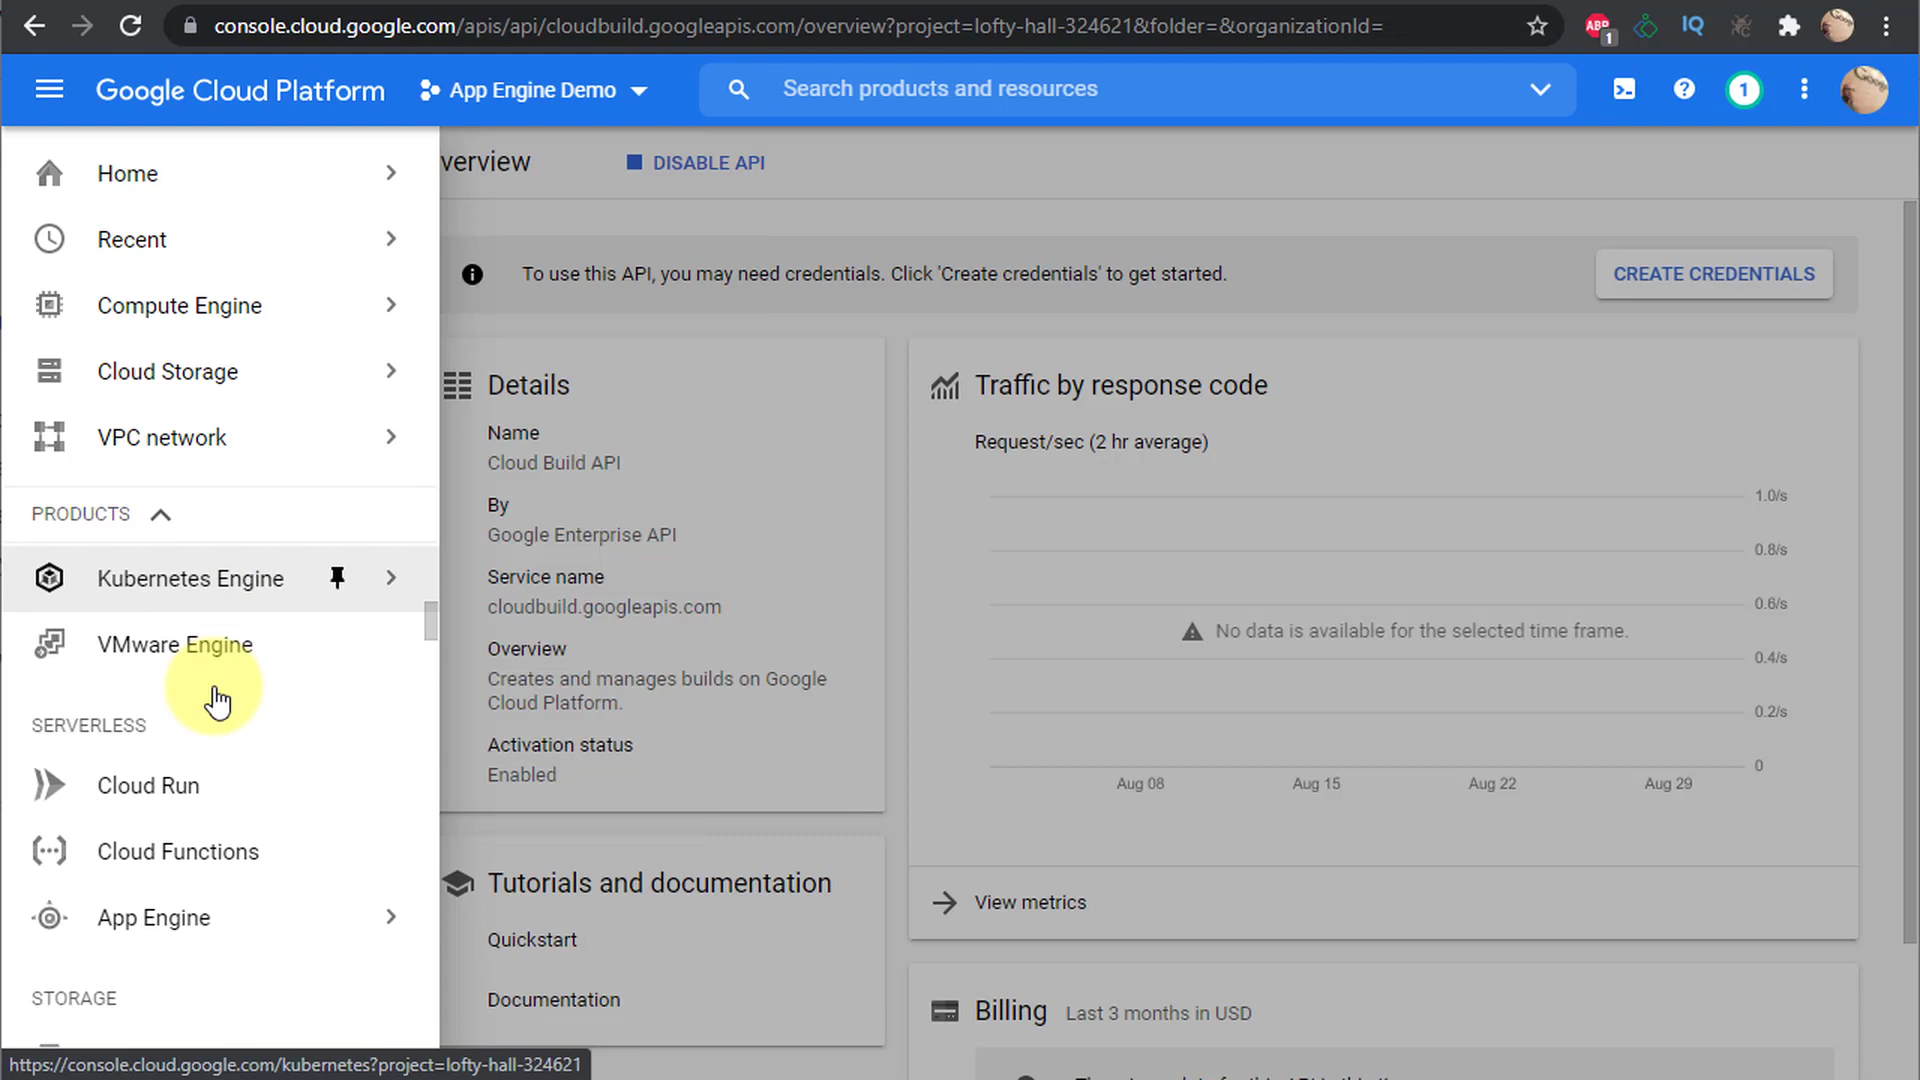 console.cloud.google.com/apis/api/cloudbuild.googleapis.com/overview?project=lofty-hall-324621&folder=&organizationId=
ABP
1
IQ
Google Cloud Platform
App Engine Demo
Search products and resources
1
Home
Recent
Compute Engine
Cloud Storage
VPC network
PRODUCTS
Kubernetes Engine
VMware Engine
SERVERLESS
Cloud Run
Cloud Functions
App Engine
STORAGE
verview
DISABLE API
To use this API, you may need credentials. Click 'Create credentials' to get started.
CREATE CREDENTIALS
Details
Name
Cloud Build API
By
Google Enterprise API
Service name
cloudbuild.googleapis.com
Overview
Creates and manages builds on Google
Cloud Platform.
Activation status
Enabled
Tutorials and documentation
Quickstart
Documentation
Traffic by response code
Request/sec (2 hr average)
1.0/s
0.8/s
0.6/s
No data is available for the selected time frame.
0.4/s
0.2/s
0
Aug 08
Aug 15
Aug 22
Aug 29
View metrics
Billing
Last 3 months in USD
https://console.cloud.google.com/kubernetes?project=lofty-hall-324621